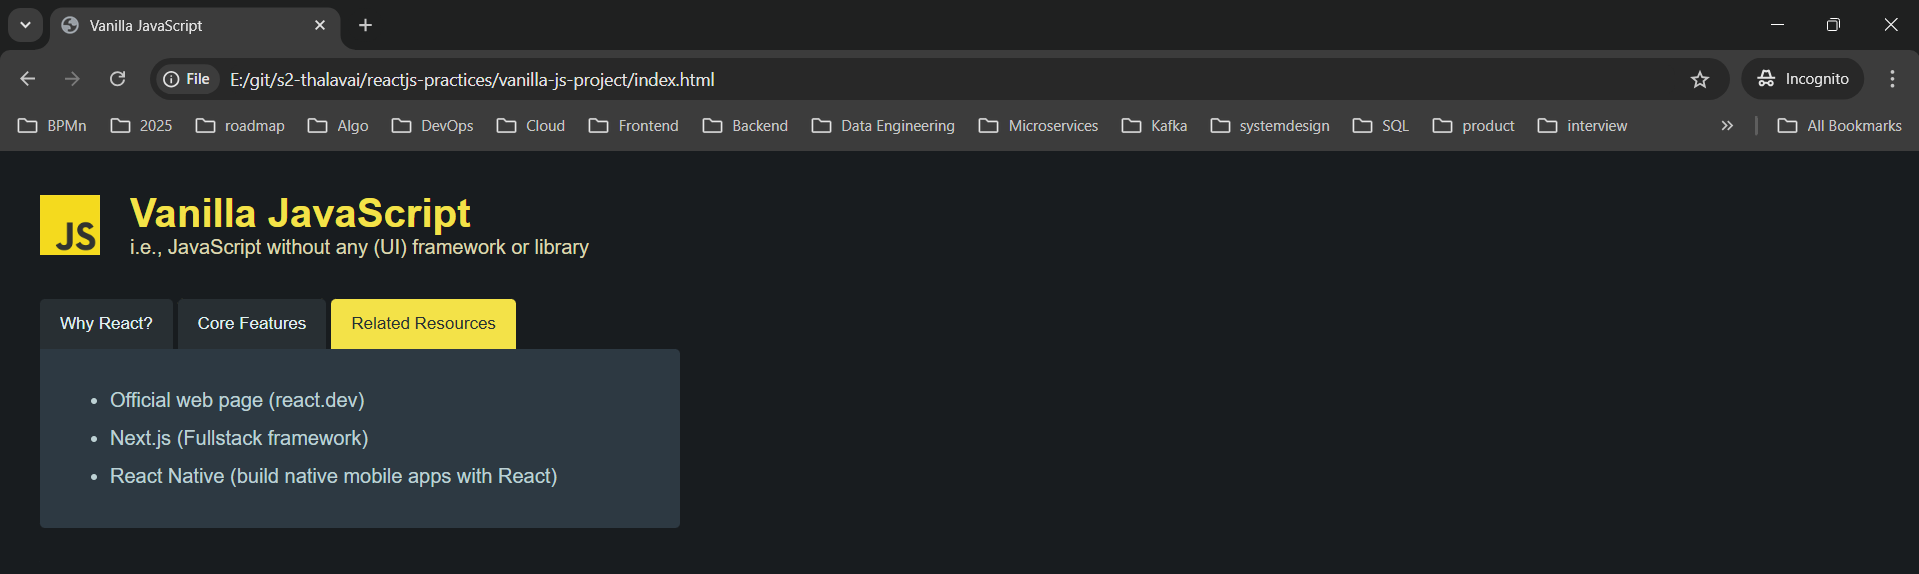 Vanilla JavaScript
File E:/git/s2-thalavai/reactjs-practices/vanilla-js-project/index.html Incognito
BPMn 2025 roadmap Algo DevOps Cloud Frontend Backend Data Engineering Microservices Kafka systemdesign SQL product interview All Bookmarks
JS
Vanilla JavaScript
i.e., JavaScript without any (UI) framework or library
Why React? Core Features Related Resources
• Official web page (react.dev)
• Next.js (Fullstack framework)
• React Native (build native mobile apps with React)